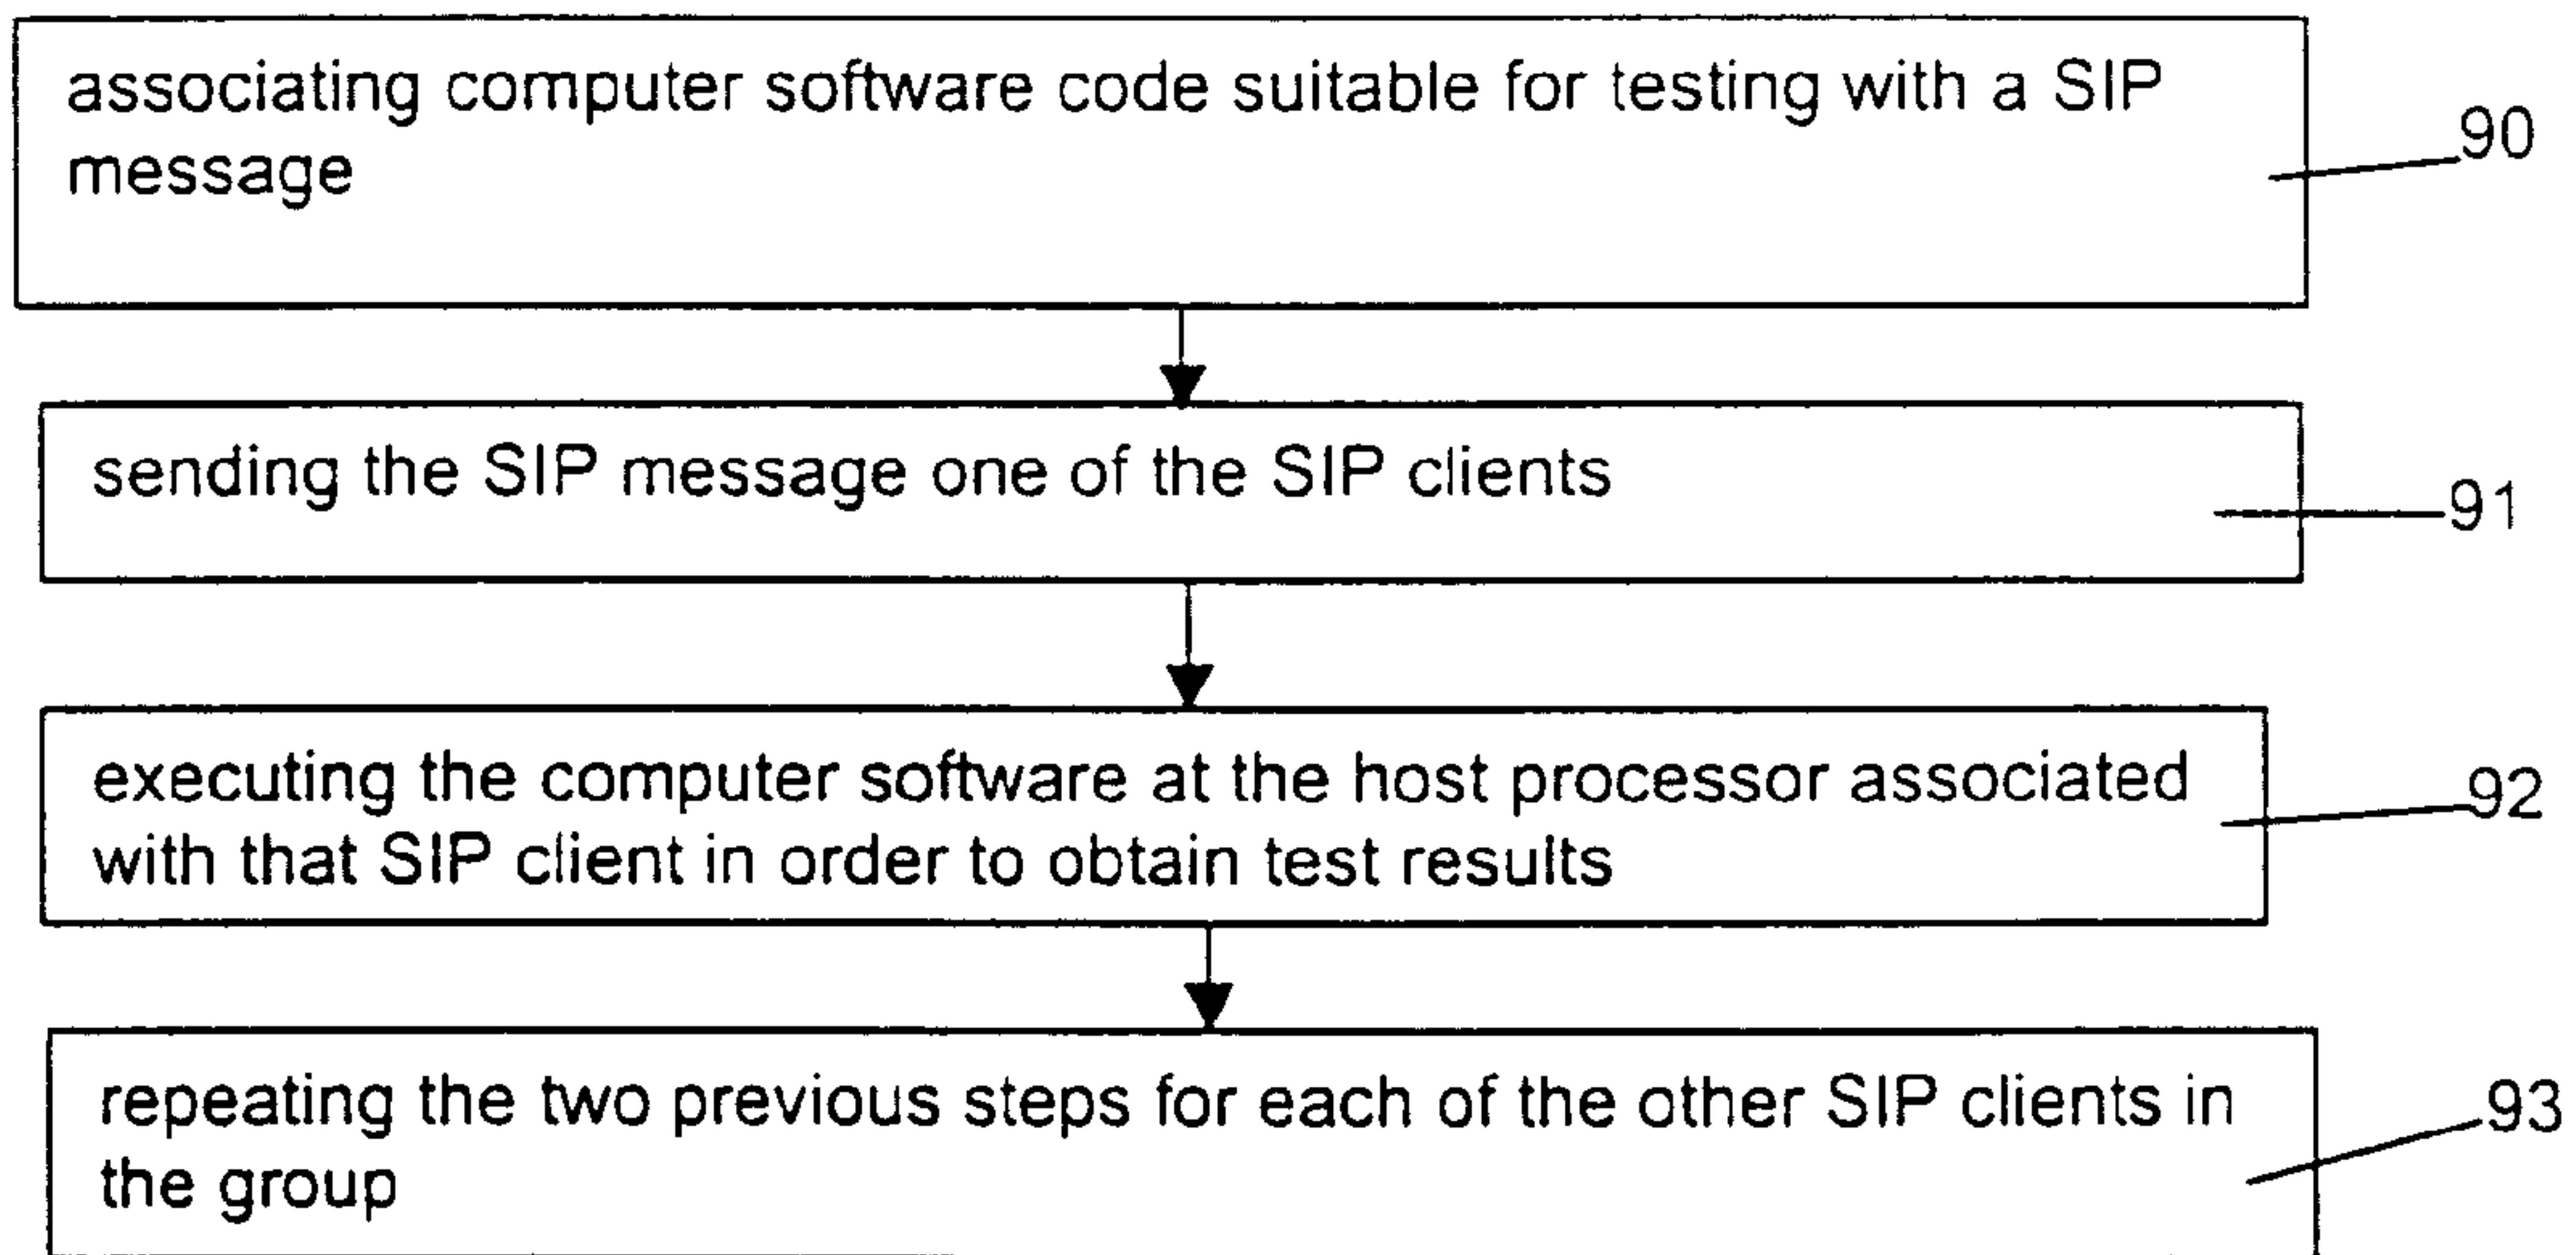 associating computer software code suitable for testing with a SIP
message
90
sending the SIP message one of the SIP clients
91
executing the computer software at the host processor associated
with that SIP client in order to obtain test results
92
repeating the two previous steps for each of the other SIP clients in
the group
93